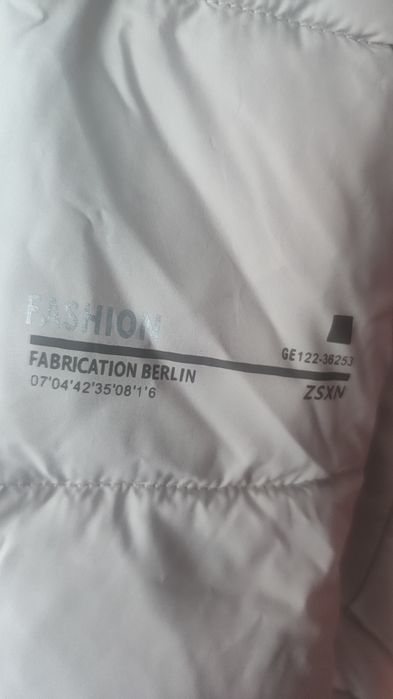 FASHION
GE122-36253
FABRICATION BERLIN
ZSXN
07'04'42'35'08'1'6